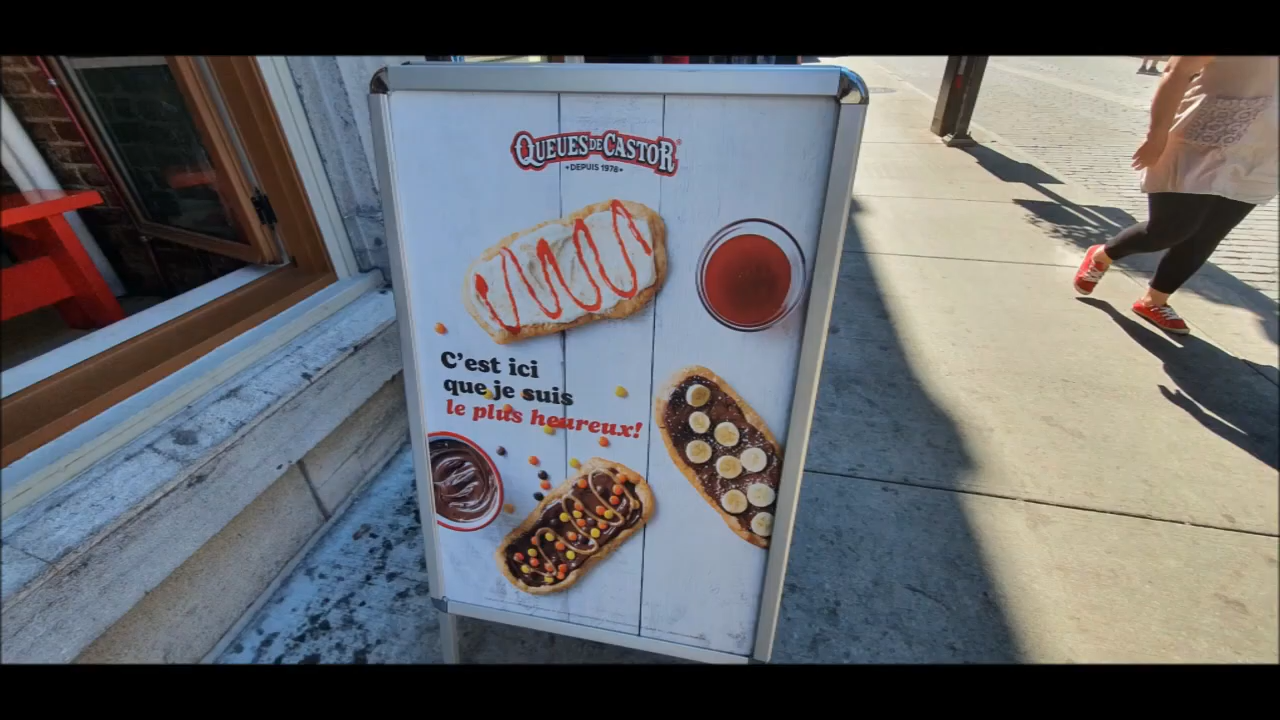 QUEUES DE CASTOR®
•DEPUIS 1978•
C'est ici
que je suis
le plus heureux!